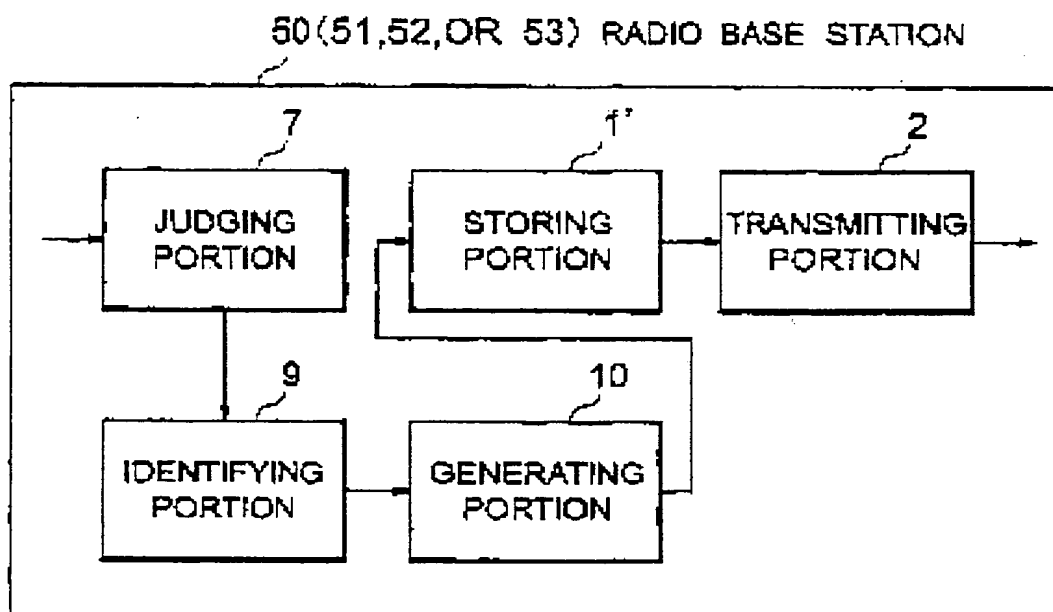 50(51,52,OR 53) RADIO BASE STATION
7
1'
2
JUDGING
PORTION
STORING
PORTION
TRANSMITTING
PORTION
9
10
IDENTIFYING
PORTION
GENERATING
PORTION